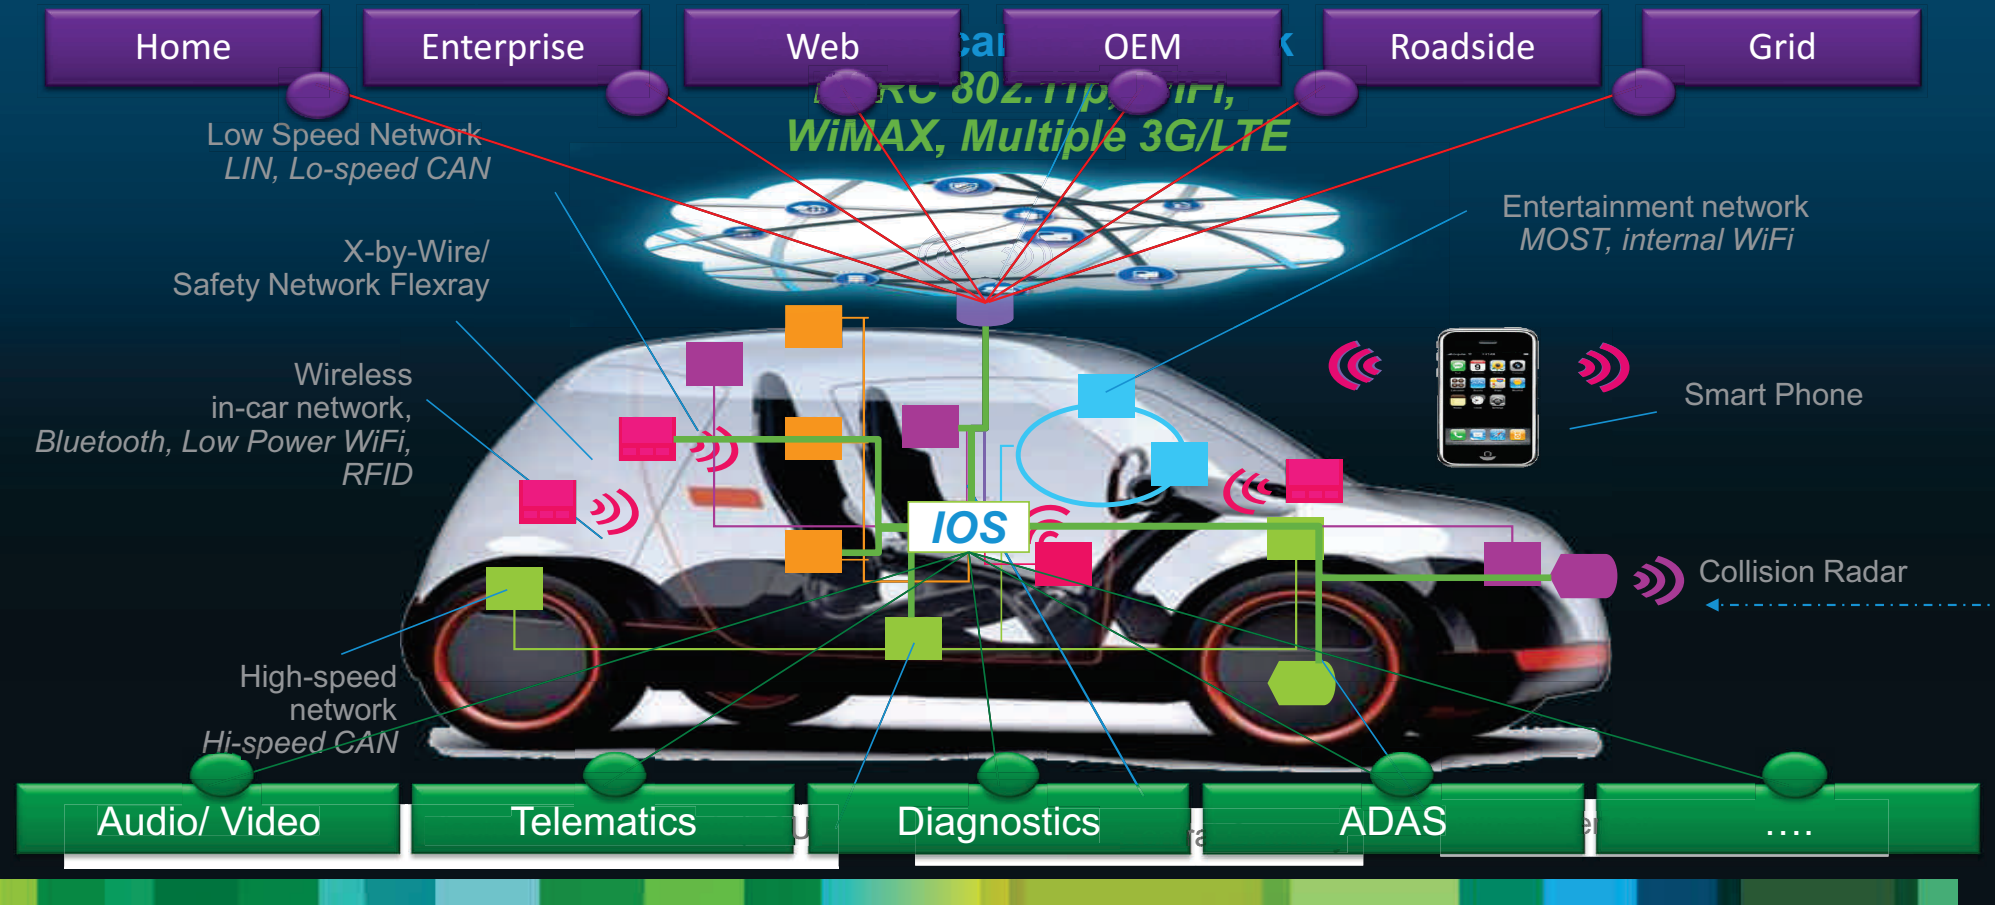 Home
Enterprise
Web
OEM
Roadside
Grid
802.11p,
WiMAX, Multiple 3G/LTE
Low Speed Network
LIN, Lo-speed CAN
X-by-Wire/
Safety Network Flexray
Wireless
in-car network,
Bluetooth, Low Power WiFi,
RFID
High-speed
network
Hi-speed CAN
Entertainment network
MOST, internal WiFi
Smart Phone
Collision Radar
IOS
Audio/ Video
Telematics
Diagnostics
ADAS
....